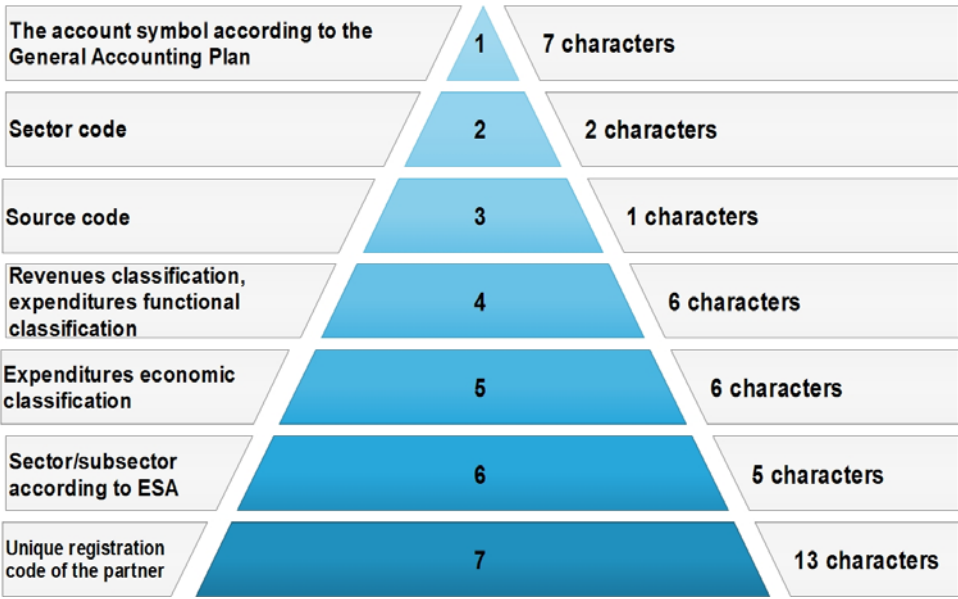 The account symbol according to the
General Accounting Plan
1
7 characters
Sector code
2
2 characters
Source code
3
1 characters
Revenues classification,
expenditures functional
classification
4
6 characters
Expenditures economic
classification
5
6 characters
Sector/subsector
according to ESA
6
5 characters
Unique registration
code of the partner
7
13 characters